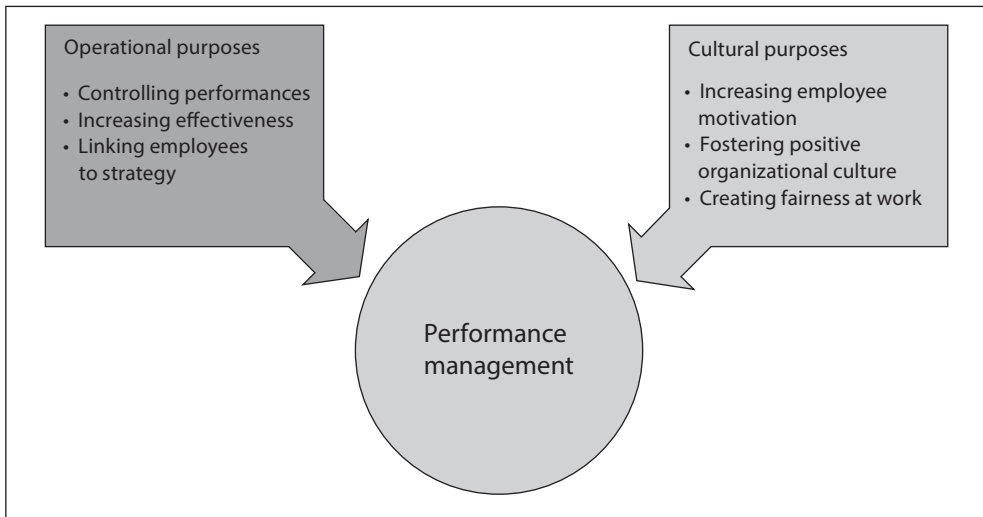 Operational purposes
• Controlling performances
• Increasing effectiveness
• Linking employees
to strategy
Cultural purposes
• Increasing employee
motivation
• Fostering positive
organizational culture
• Creating fairness at work
Performance
management